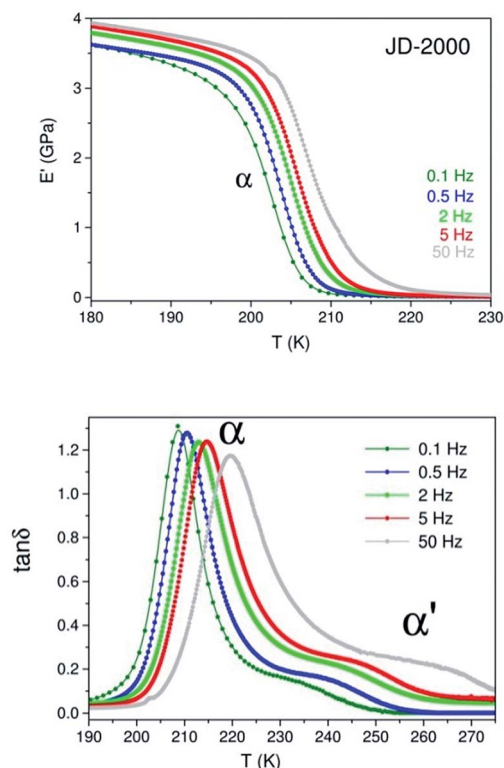 JD-2000
4
3
2
1
0
E' (GPa)
α
0.1 Hz
0.5 Hz
2 Hz
5 Hz
50 Hz
180 190 200 210 220 230
T (K)
α
α'
0.1 Hz
0.5 Hz
2 Hz
5 Hz
50 Hz
1.2
1.0
0.8
0.6
0.4
0.2
0.0
tanδ
190 200 210 220 230 240 250 260 270
T (K)